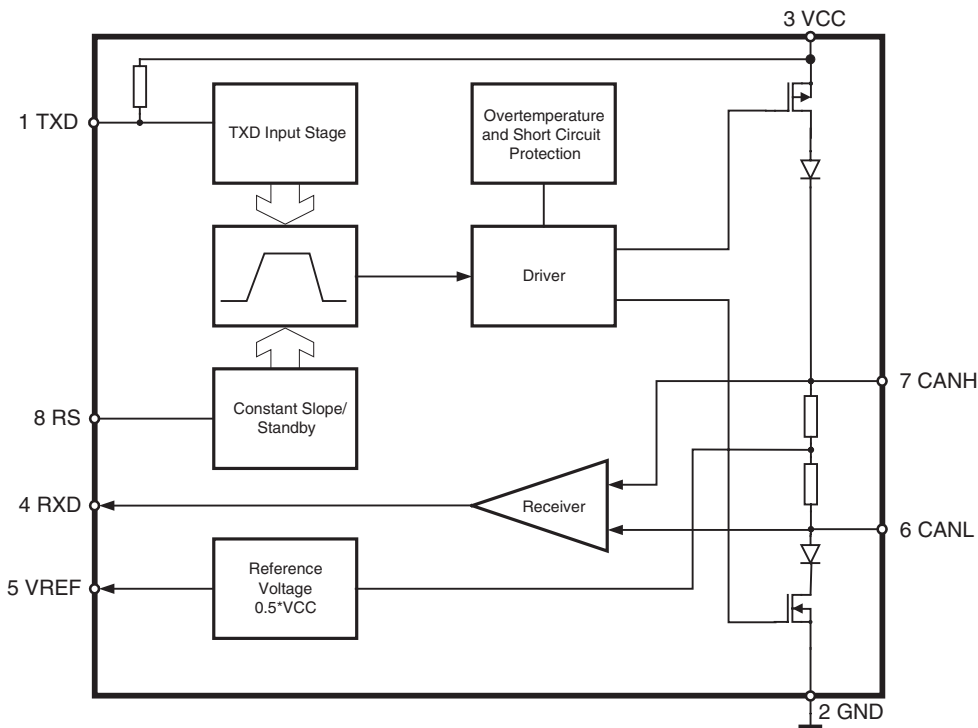 3 VCC
1 TXD
TXD Input Stage
Overtemperature
and Short Circuit
Protection
Driver
7 CANH
8 RS
Constant Slope/
Standby
4 RXD
Receiver
6 CANL
5 VREF
Reference
Voltage
0.5*VCC
2 GND